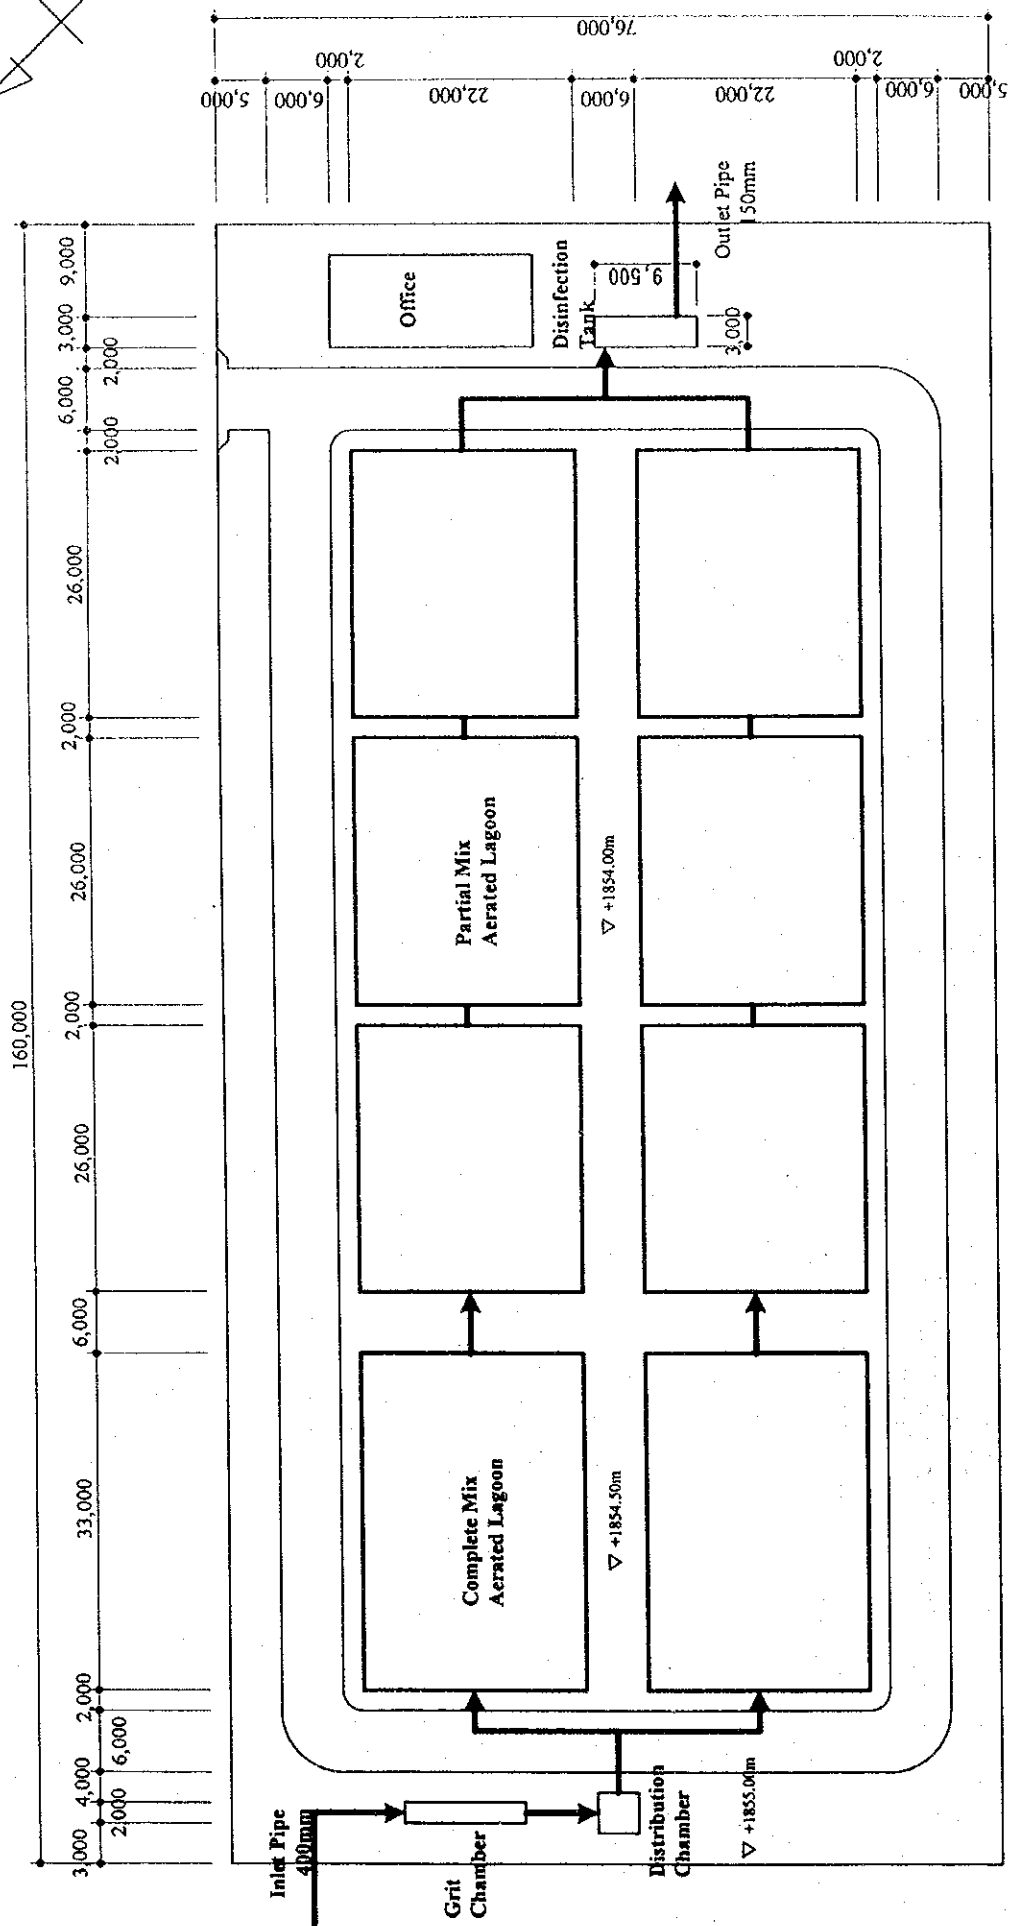 76,000
5,000
6,000
2,000
22,000
6,000
22,000
2,000
6,000
5,000
160,000
9,000
3,000
2,000
6,000
2,000
26,000
2,000
26,000
2,000
26,000
6,000
33,000
2,000
6,000
4,000
2,000
3,000
Office
Disinfection
Tank
9,500
3,000
Outlet Pipe
150mm
Partial Mix
Aerated Lagoon
▽ +1854.00m
Complete Mix
Aerated Lagoon
▽ +1854.50m
Inlet Pipe
400mm
Grit
Chamber
Distribution
Chamber
▽ +1855.00m